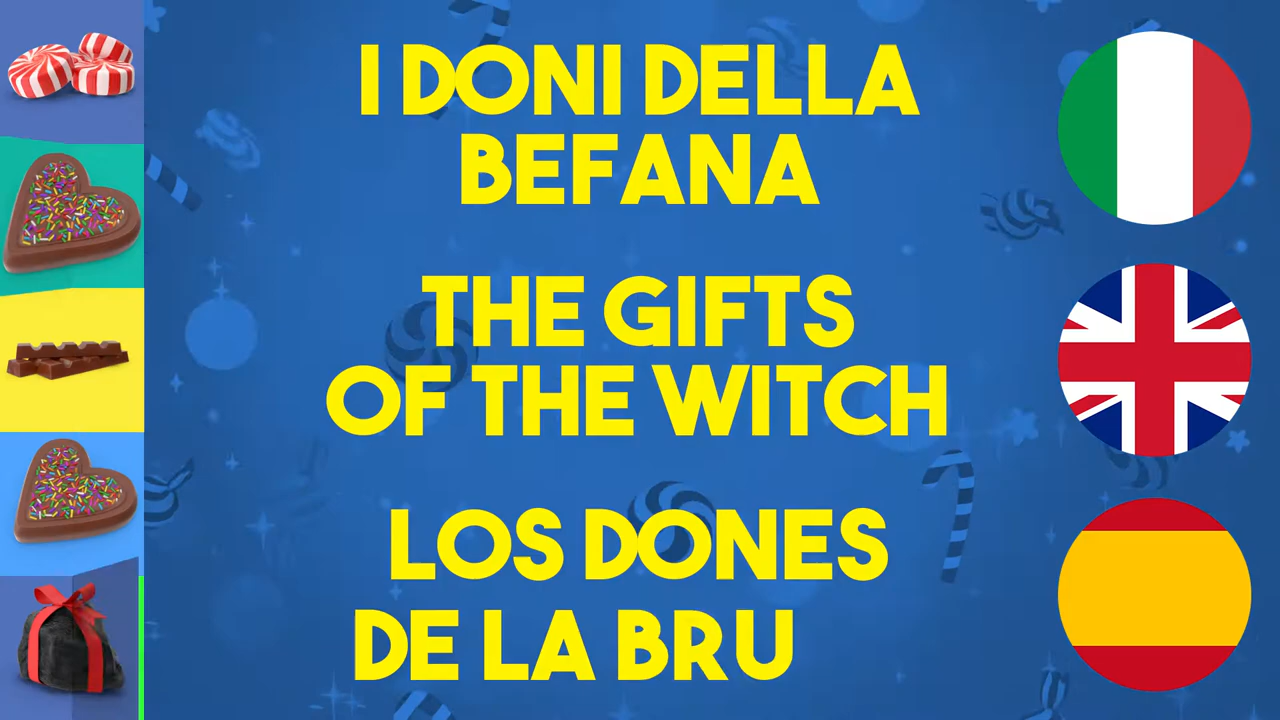 I DONI DELLA
BEFANA
THE GIFTS
OF THE WITCH
LOS DONES
DE LA BRU